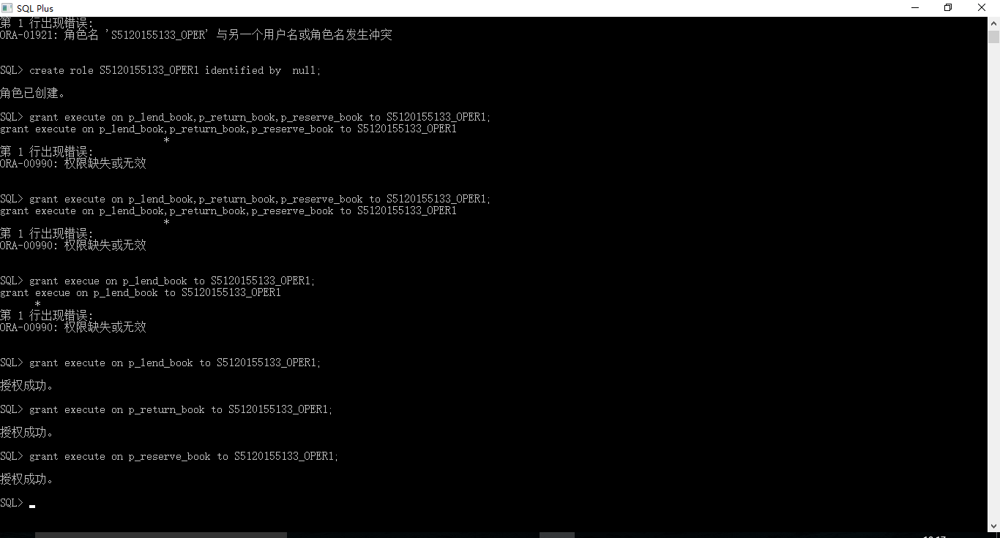 SQL Plus
第 1 行出现错误:
ORA-01921: 角色名 'S5120155133_OPER' 与另一个用户名或角色名发生冲突
SQL> create role S5120155133_OPER1 identified by  null;
角色已创建。
SQL> grant execute on p_lend_book,p_return_book,p_reserve_book to S5120155133_OPER1;
grant execute on p_lend_book,p_return_book,p_reserve_book to S5120155133_OPER1
*
第 1 行出现错误:
ORA-00990: 权限缺失或无效
SQL> grant execute on p_lend_book,p_return_book,p_reserve_book to S5120155133_OPER1;
grant execute on p_lend_book,p_return_book,p_reserve_book to S5120155133_OPER1
*
第 1 行出现错误:
ORA-00990: 权限缺失或无效
SQL> grant execue on p_lend_book to S5120155133_OPER1;
grant execue on p_lend_book to S5120155133_OPER1
*
第 1 行出现错误:
ORA-00990: 权限缺失或无效
SQL> grant execute on p_lend_book to S5120155133_OPER1;
授权成功。
SQL> grant execute on p_return_book to S5120155133_OPER1;
授权成功。
SQL> grant execute on p_reserve_book to S5120155133_OPER1;
授权成功。
SQL>